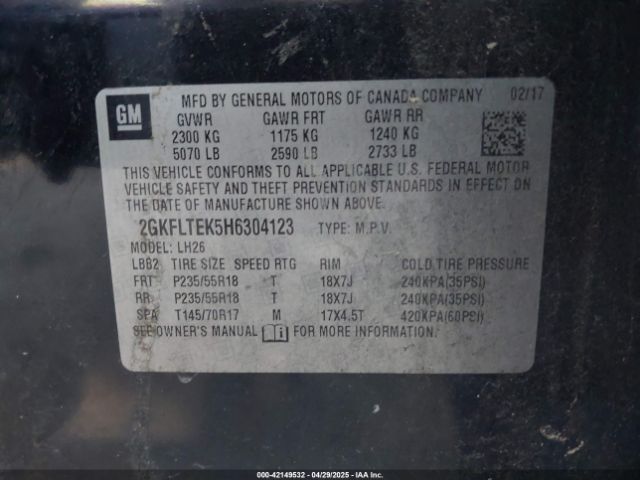 GM
MFD BY GENERAL MOTORS OF CANADA COMPANY 02/17
GVWR GAWR FRT GAWR RR
2300 KG 1175 KG 1240 KG
5070 LB 2590 LB 2733 LB
THIS VEHICLE CONFORMS TO ALL APPLICABLE U.S. FEDERAL MOTOR
VEHICLE SAFETY AND THEFT PREVENTION STANDARDS IN EFFECT ON
THE DATE OF MANUFACTURE SHOWN ABOVE.
2GKFLTEK5H6304123 TYPE: M.P.V.
MODEL: LH26
LB82 TIRE SIZE SPEED RTG RIM COLD TIRE PRESSURE
FRT P235/55R18 T 18X7J 240KPA(35PSI)
RR P235/55R18 T 18X7J 240KPA(35PSI)
SPA T145/70R17 M 17X4.5T 420KPA(60PSI)
SEE OWNER'S MANUAL FOR MORE INFORMATION.
000-42149532 - 04/29/2025 - IAA Inc.